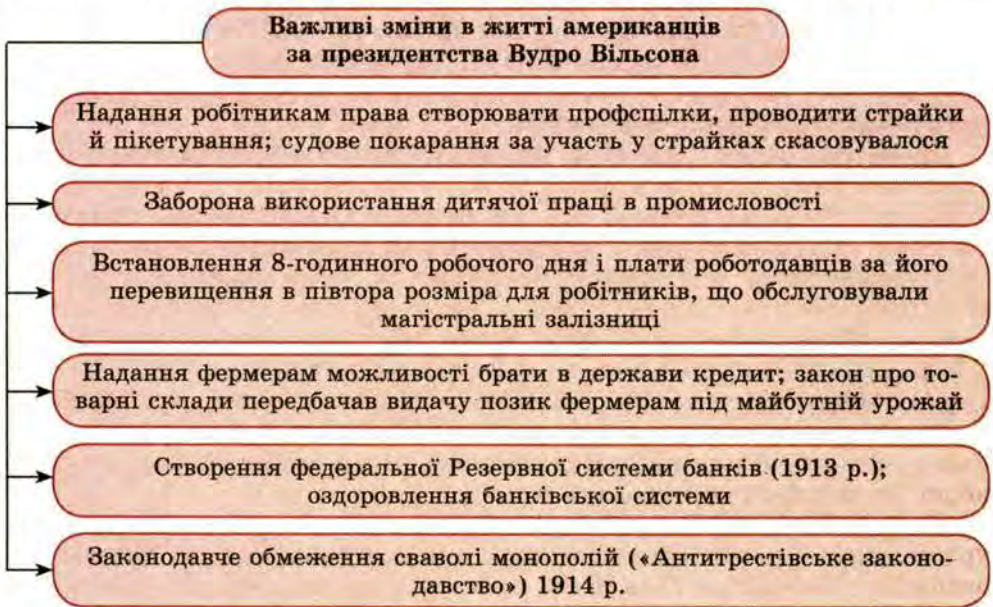 Важливі зміни в житті американців
за президентства Вудро Вільсона
Надання робітникам права створювати профспілки, проводити страйки
й пікетування; судове покарання за участь у страйках скасовувалося
Заборона використання дитячої праці в промисловості
Встановлення 8-годинного робочого дня і плати роботодавців за його
перевищення в півтора розміра для робітників, що обслуговували
магістральні залізниці
Надання фермерам можливості брати в держави кредит; закон про то-
варні склади передбачав видачу позик фермерам під майбутній урожай
Створення федеральної Резервної системи банків (1913 р.);
оздоровлення банківської системи
Законодавче обмеження сваволі монополій («Антитрестівське законо-
давство») 1914 р.